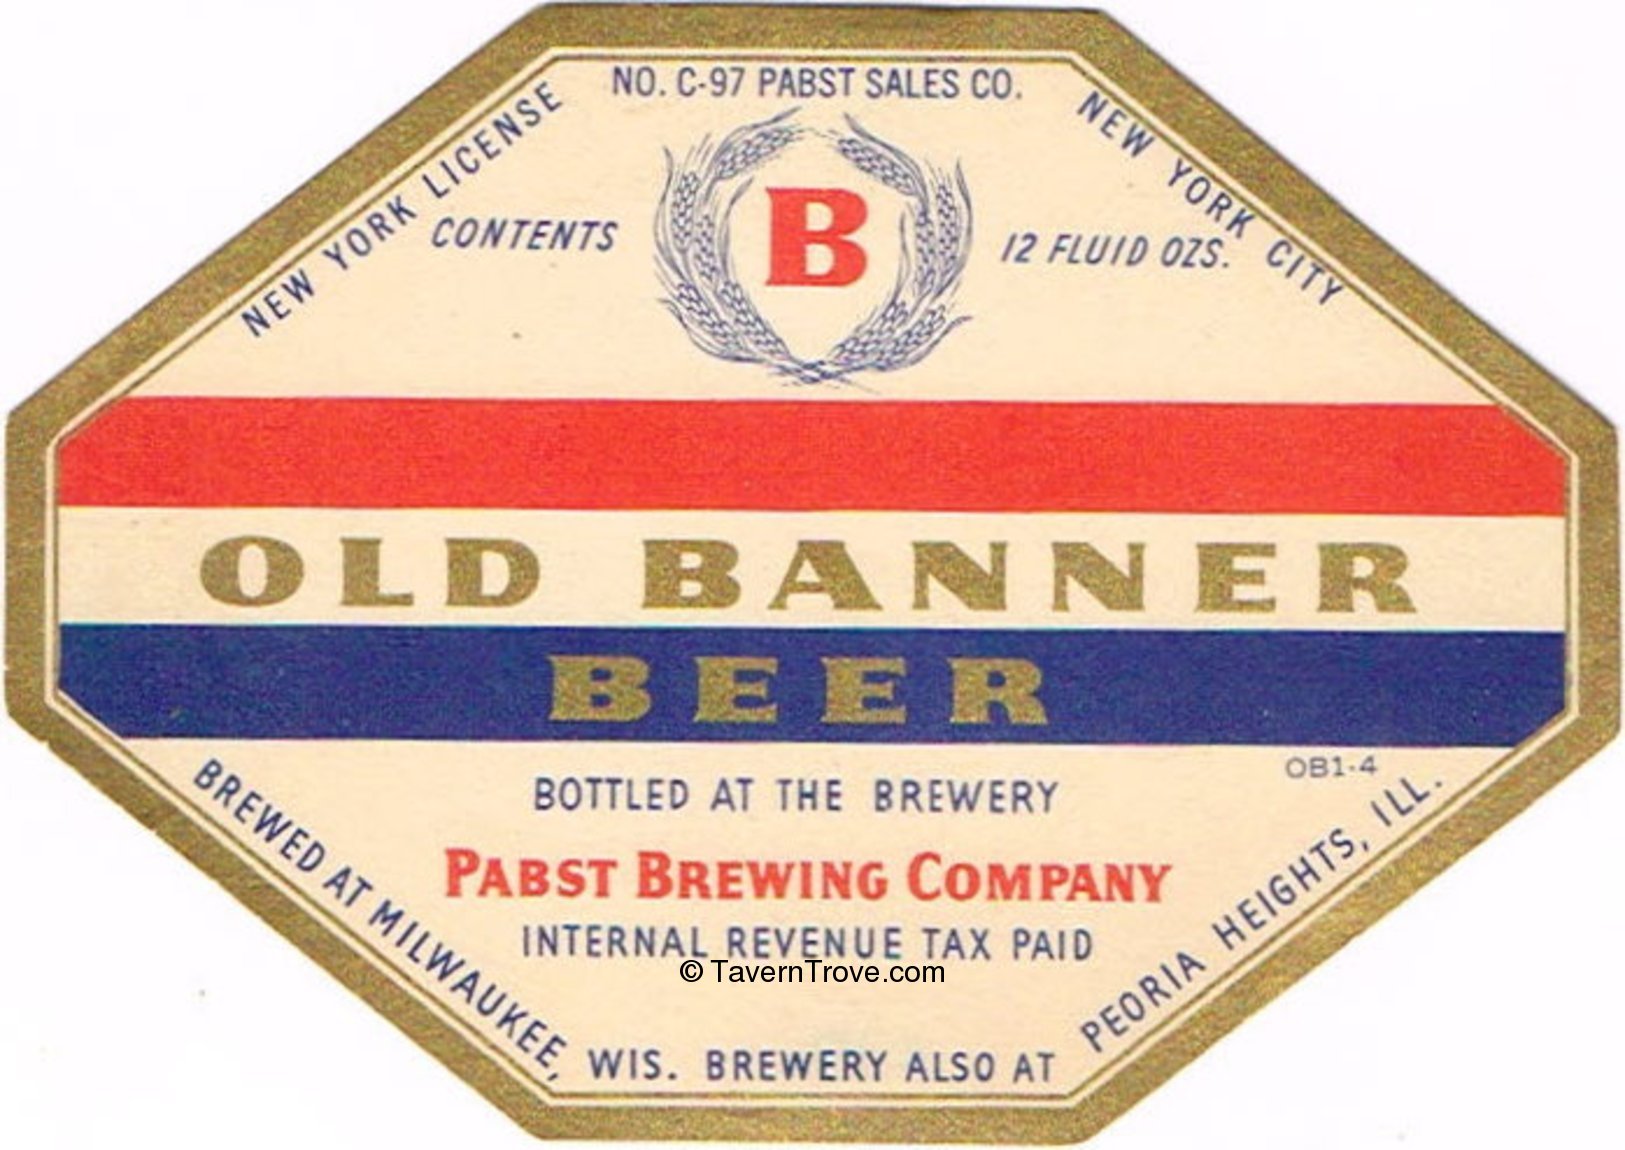 NEW YORK LICENSE NO. C-97 PABST SALES CO. NEW YORK CITY
CONTENTS 12 FLUID OZS.
B
OLD BANNER
BEER
OB1-4
BOTTLED AT THE BREWERY
PABST BREWING COMPANY
INTERNAL REVENUE TAX PAID
© TavernTrove.com
BREWED AT MILWAUKEE, WIS. BREWERY ALSO AT PEORIA HEIGHTS, ILL.